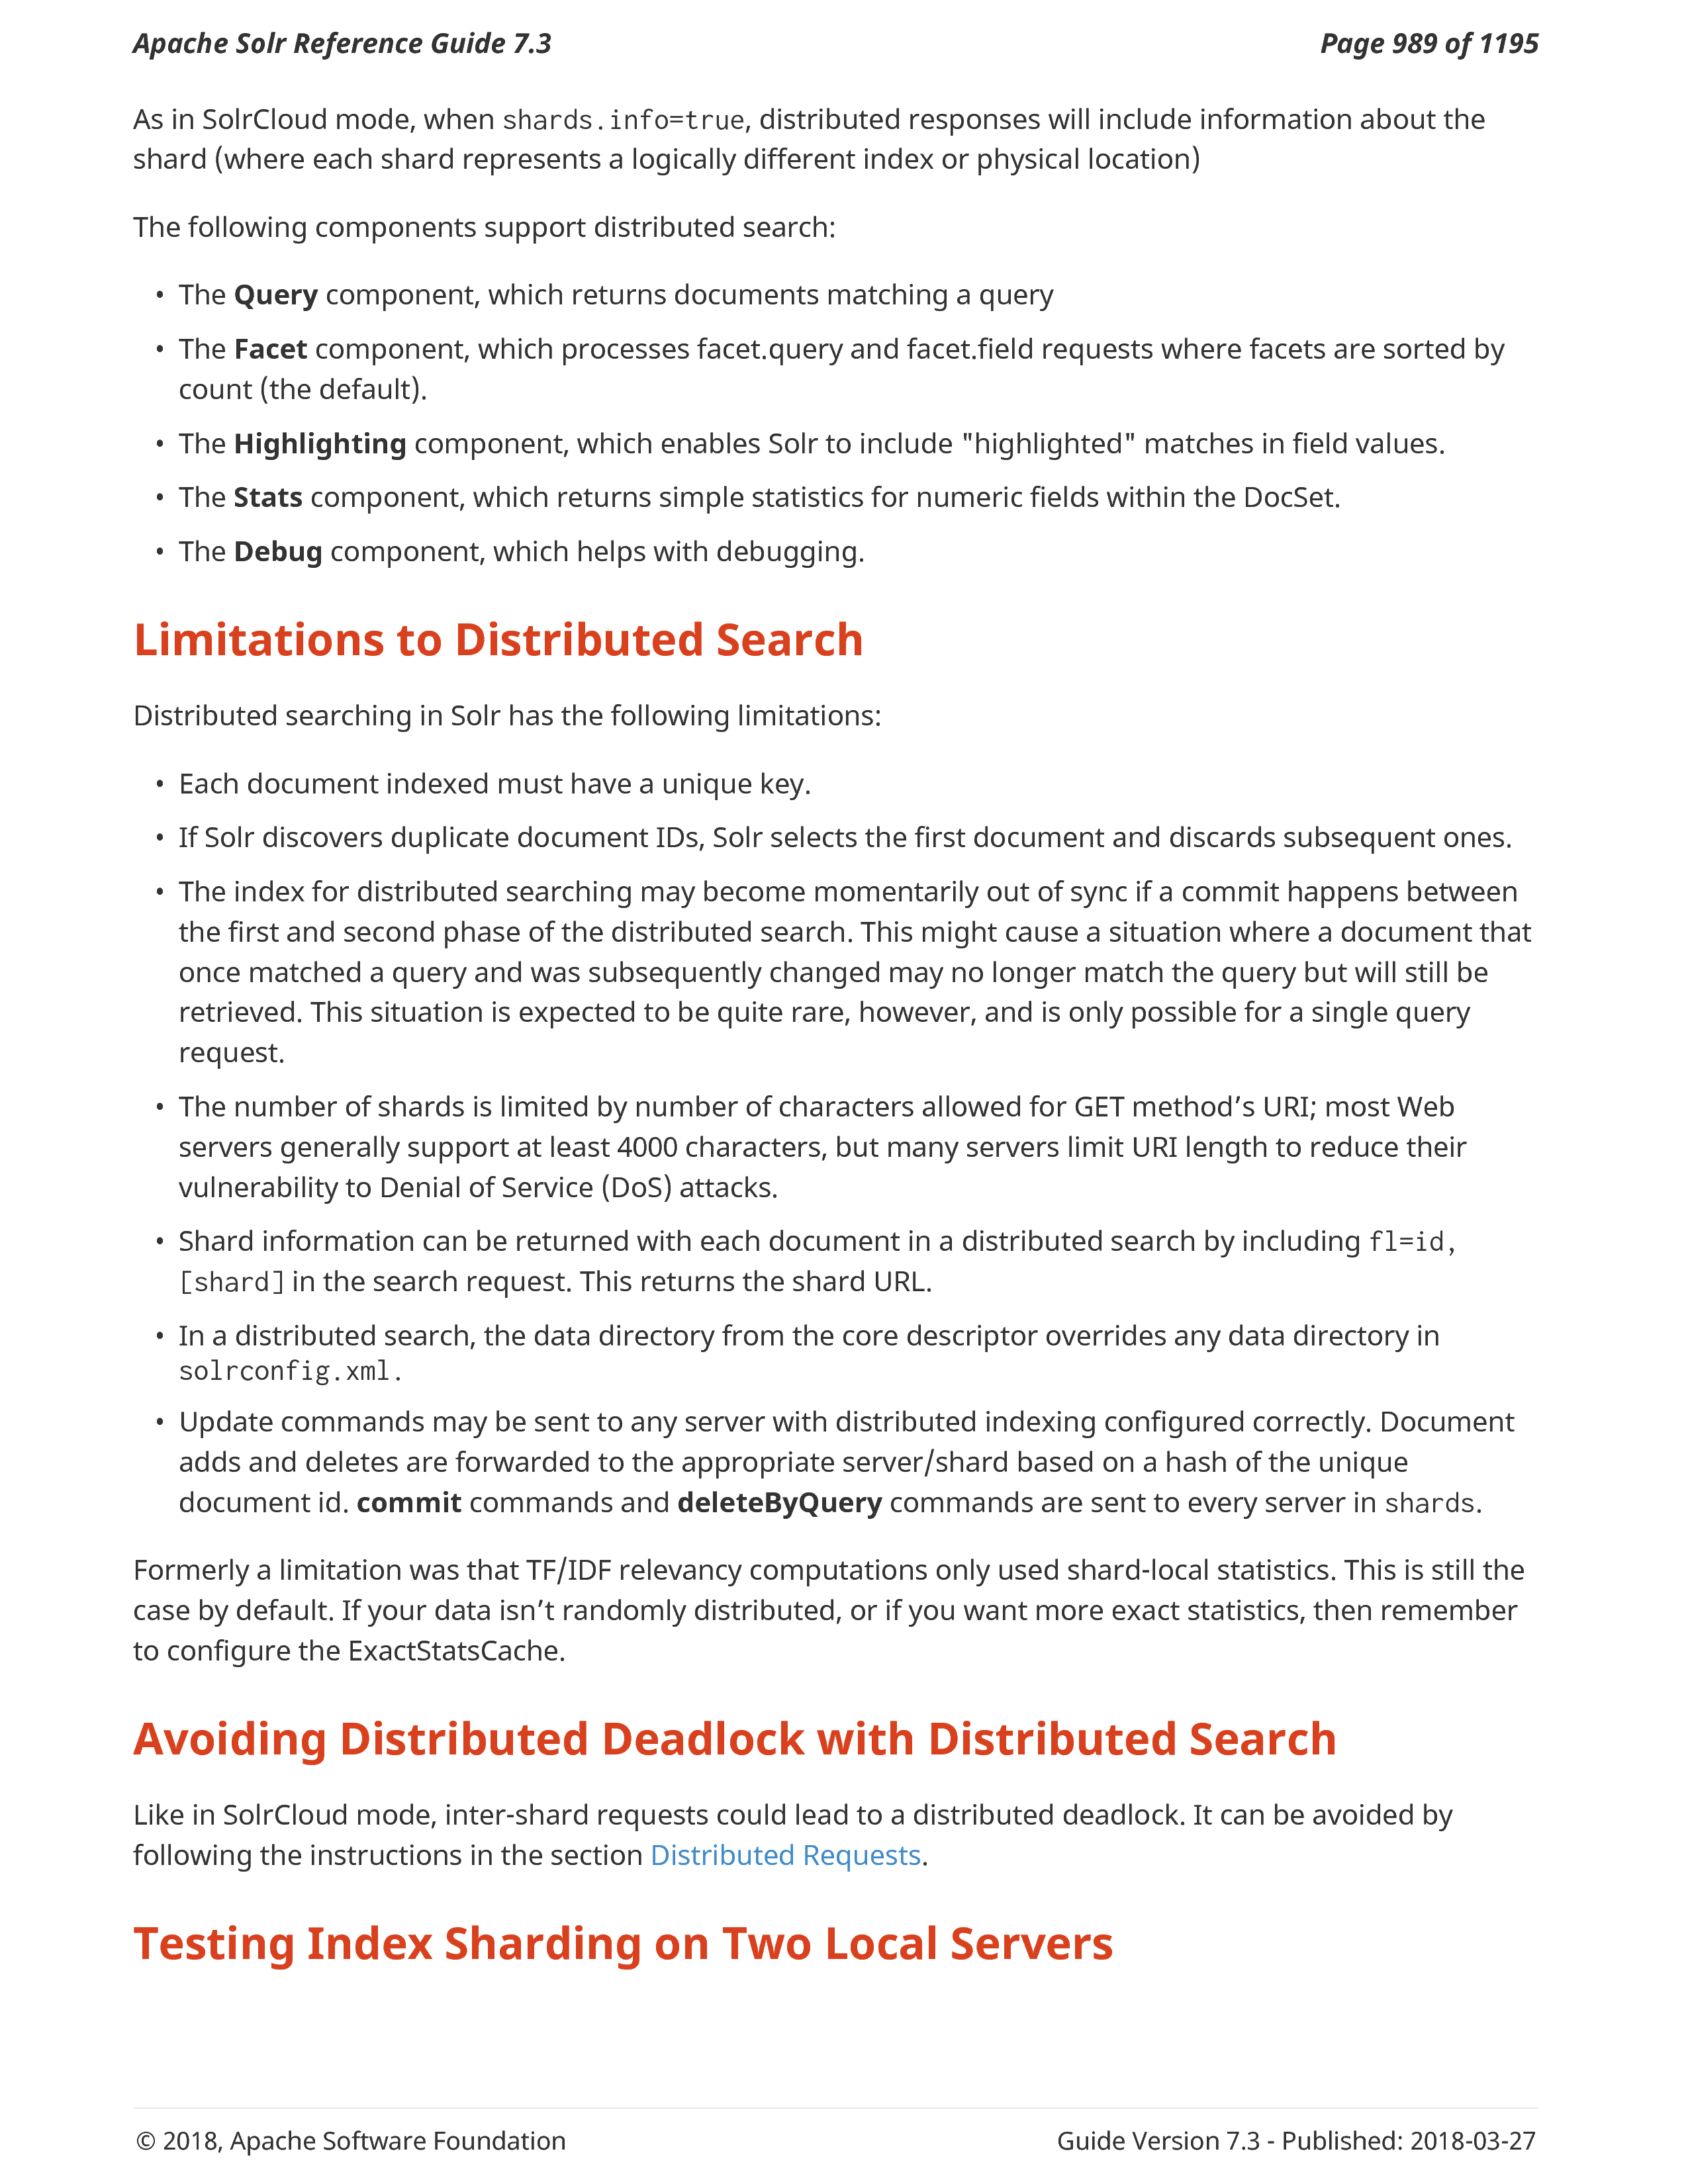 Apache Solr Reference Guide 7.3
Page 989 of 1195
As in SolrCloud mode, when shards.info=true, distributed responses will include information about the
shard (where each shard represents a logically different index or physical location)
The following components support distributed search:
• The Query component, which returns documents matching a query
• The Facet component, which processes facet.query and facet.field requests where facets are sorted by
count (the default).
• The Highlighting component, which enables Solr to include "highlighted" matches in field values.
• The Stats component, which returns simple statistics for numeric fields within the DocSet.
• The Debug component, which helps with debugging.
Limitations to Distributed Search
Distributed searching in Solr has the following limitations:
• Each document indexed must have a unique key.
• If Solr discovers duplicate document IDs, Solr selects the first document and discards subsequent ones.
• The index for distributed searching may become momentarily out of sync if a commit happens between
the first and second phase of the distributed search. This might cause a situation where a document that
once matched a query and was subsequently changed may no longer match the query but will still be
retrieved. This situation is expected to be quite rare, however, and is only possible for a single query
request.
• The number of shards is limited by number of characters allowed for GET method’s URI; most Web
servers generally support at least 4000 characters, but many servers limit URI length to reduce their
vulnerability to Denial of Service (DoS) attacks.
• Shard information can be returned with each document in a distributed search by including fl=id,
[shard] in the search request. This returns the shard URL.
• In a distributed search, the data directory from the core descriptor overrides any data directory in
solrconfig.xml.
• Update commands may be sent to any server with distributed indexing configured correctly. Document
adds and deletes are forwarded to the appropriate server/shard based on a hash of the unique
document id. commit commands and deleteByQuery commands are sent to every server in shards.
Formerly a limitation was that TF/IDF relevancy computations only used shard-local statistics. This is still the
case by default. If your data isn’t randomly distributed, or if you want more exact statistics, then remember
to configure the ExactStatsCache.
Avoiding Distributed Deadlock with Distributed Search
Like in SolrCloud mode, inter-shard requests could lead to a distributed deadlock. It can be avoided by
following the instructions in the section Distributed Requests.
Testing Index Sharding on Two Local Servers
© 2018, Apache Software Foundation
Guide Version 7.3 - Published: 2018-03-27